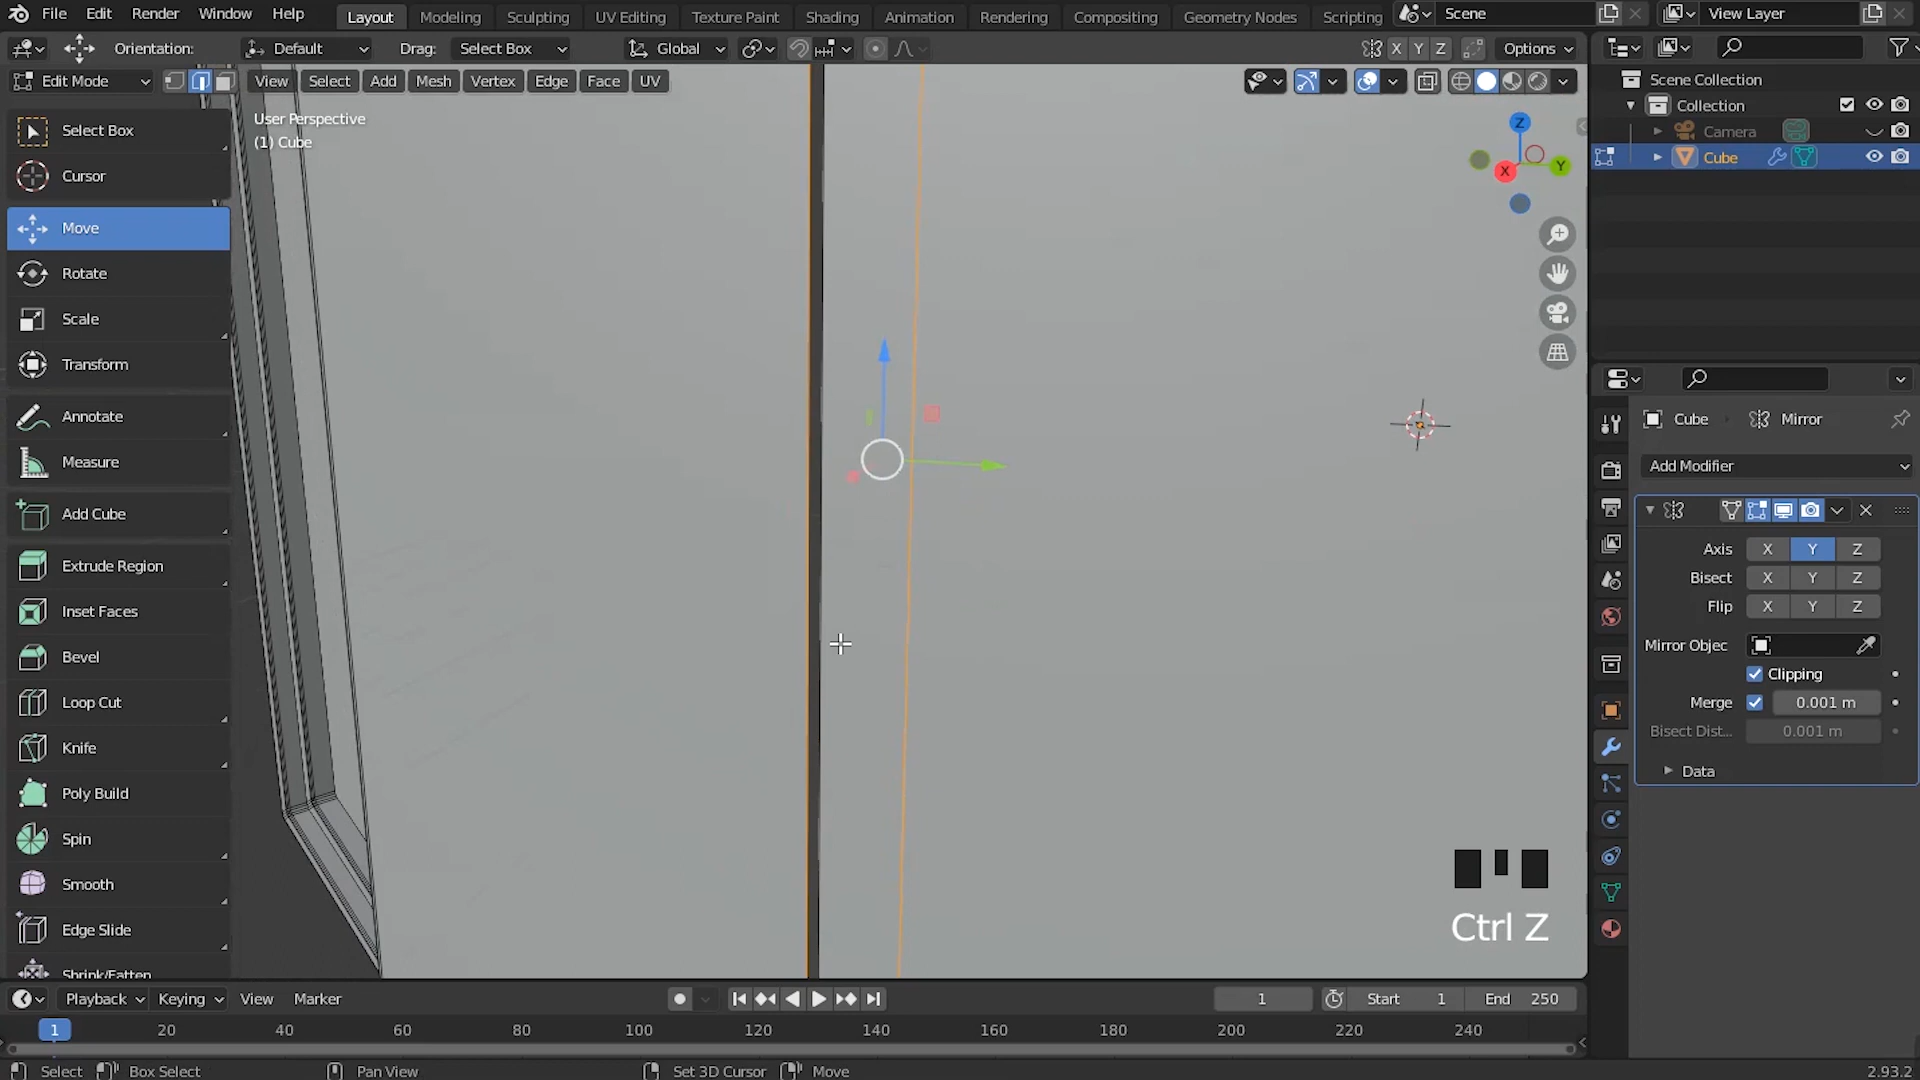 File Edit Render Window Help Layout Modeling Sculpting UV Editing Texture Paint Shading Animation Rendering Compositing Geometry Nodes Scripting Scene View Layer
Orientation: Default Drag: Select Box Global X Y Z Options
Edit Mode View Select Add Mesh Vertex Edge Face UV
Scene Collection
Collection
Camera
Cube
User Perspective
(1) Cube
Z
Y
X
Select Box
Cursor
Move
Rotate
Scale
Transform
Annotate
Measure
Add Cube
Extrude Region
Inset Faces
Bevel
Loop Cut
Knife
Poly Build
Spin
Smooth
Edge Slide
Shrink/Fatten
Cube Mirror
Add Modifier
Axis X Y Z
Bisect X Y Z
Flip X Y Z
Mirror Objec
Clipping
Merge 0.001 m
Bisect Dist... 0.001 m
Data
Ctrl Z
Playback Keying View Marker 1 Start 1 End 250
1 20 40 60 80 100 120 140 160 180 200 220 240
Select Box Select Pan View Set 3D Cursor Move 2.93.2